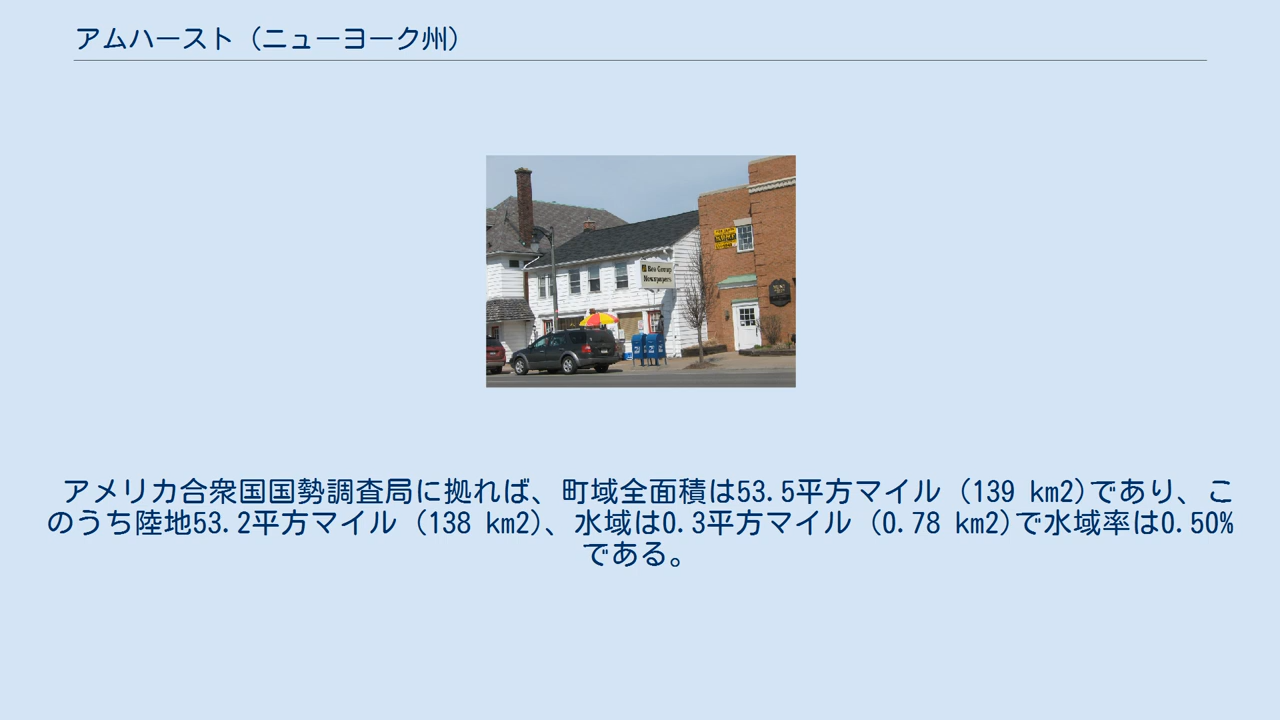 アムハースト（ニューヨーク州）
Bee Group
Newspapers
アメリカ合衆国国勢調査局に拠れば、町域全面積は53.5平方マイル (139 km2)であり、こ
のうち陸地53.2平方マイル (138 km2)、水域は0.3平方マイル (0.78 km2)で水域率は0.50%
である。